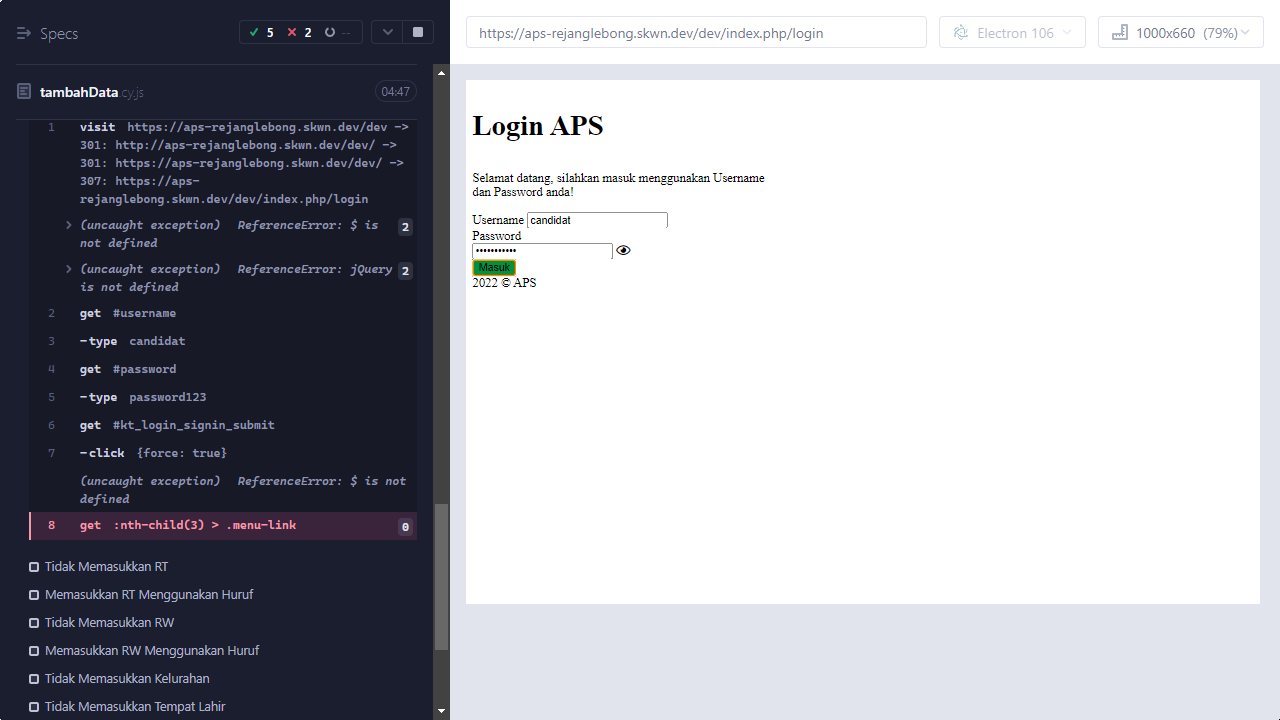 Specs
5 2 --
tambahData.cy.js 04:47
1 visit https://aps-rejanglebong.skwn.dev/dev ->
301: http://aps-rejanglebong.skwn.dev/dev/ ->
301: https://aps-rejanglebong.skwn.dev/dev/ ->
307: https://aps-
rejanglebong.skwn.dev/dev/index.php/login
(uncaught exception) ReferenceError: $ is 2
not defined
(uncaught exception) ReferenceError: jQuery 2
is not defined
2 get #username
3 -type candidat
4 get #password
5 -type password123
6 get #kt_login_signin_submit
7 -click {force: true}
(uncaught exception) ReferenceError: $ is not
defined
8 get :nth-child(3) > .menu-link 0
Tidak Memasukkan RT
Memasukkan RT Menggunakan Huruf
Tidak Memasukkan RW
Memasukkan RW Menggunakan Huruf
Tidak Memasukkan Kelurahan
Tidak Memasukkan Tempat Lahir
https://aps-rejanglebong.skwn.dev/dev/index.php/login
Electron 106
1000x660 (79%)
Login APS
Selamat datang, silahkan masuk menggunakan Username
dan Password anda!
Username candidat
Password
•••••••••••
Masuk
2022 © APS